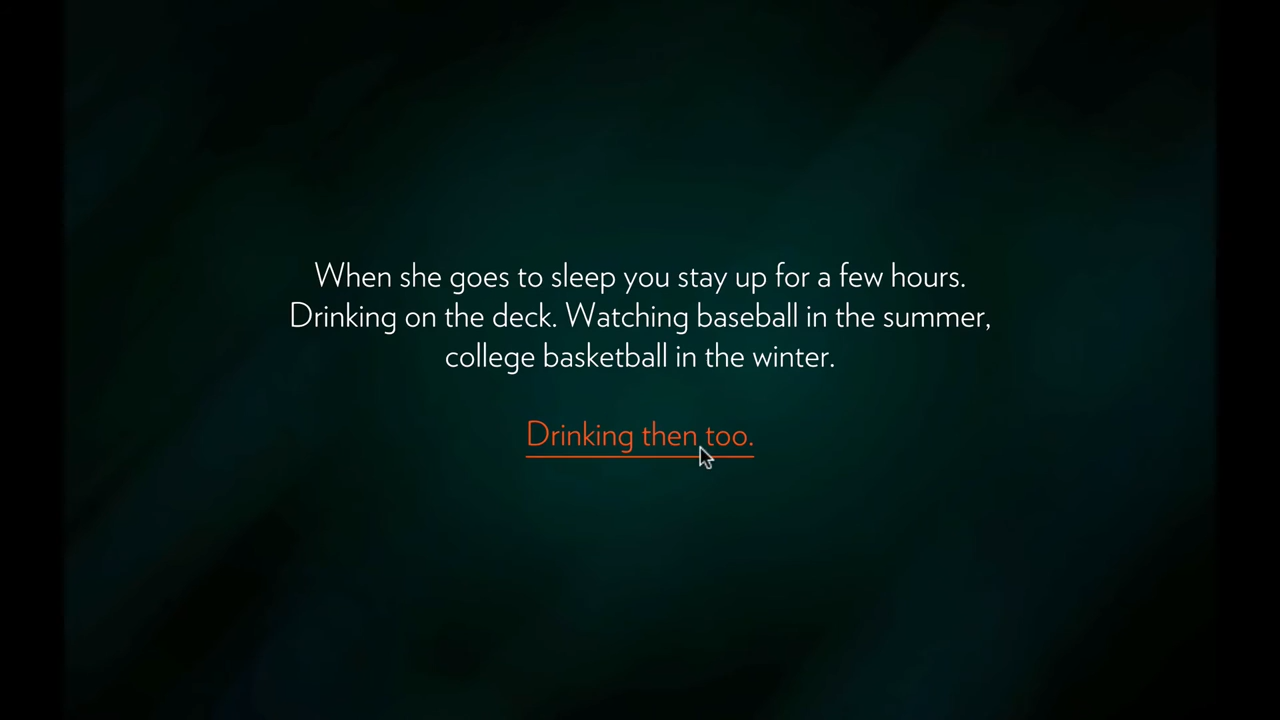 When she goes to sleep you stay up for a few hours.
Drinking on the deck. Watching baseball in the summer,
college basketball in the winter.
Drinking then too.